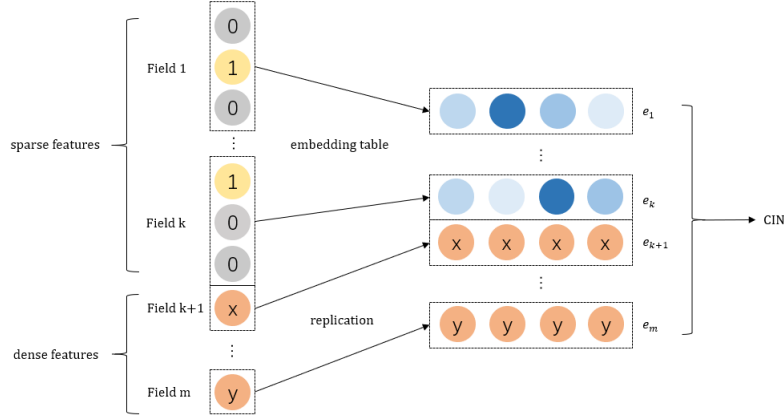 0
Field 1
1
0
e1
sparse features
⋮
embedding table
⋮
1
ek
Field k
0
CIN
x x x x
ek+1
0
⋮
Field k+1
x
replication
y y y y
em
dense features
⋮
Field m
y